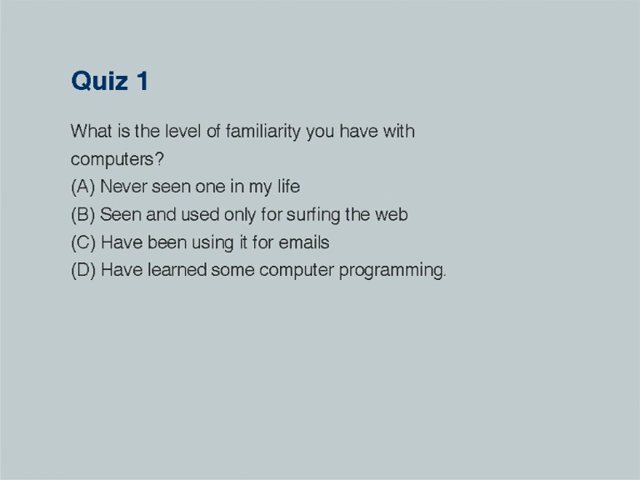 Quiz 1
What is the level of familiarity you have with
computers?
(A) Never seen one in my life
(B) Seen and used only for surfing the web
(C) Have been using it for emails
(D) Have learned some computer programming.